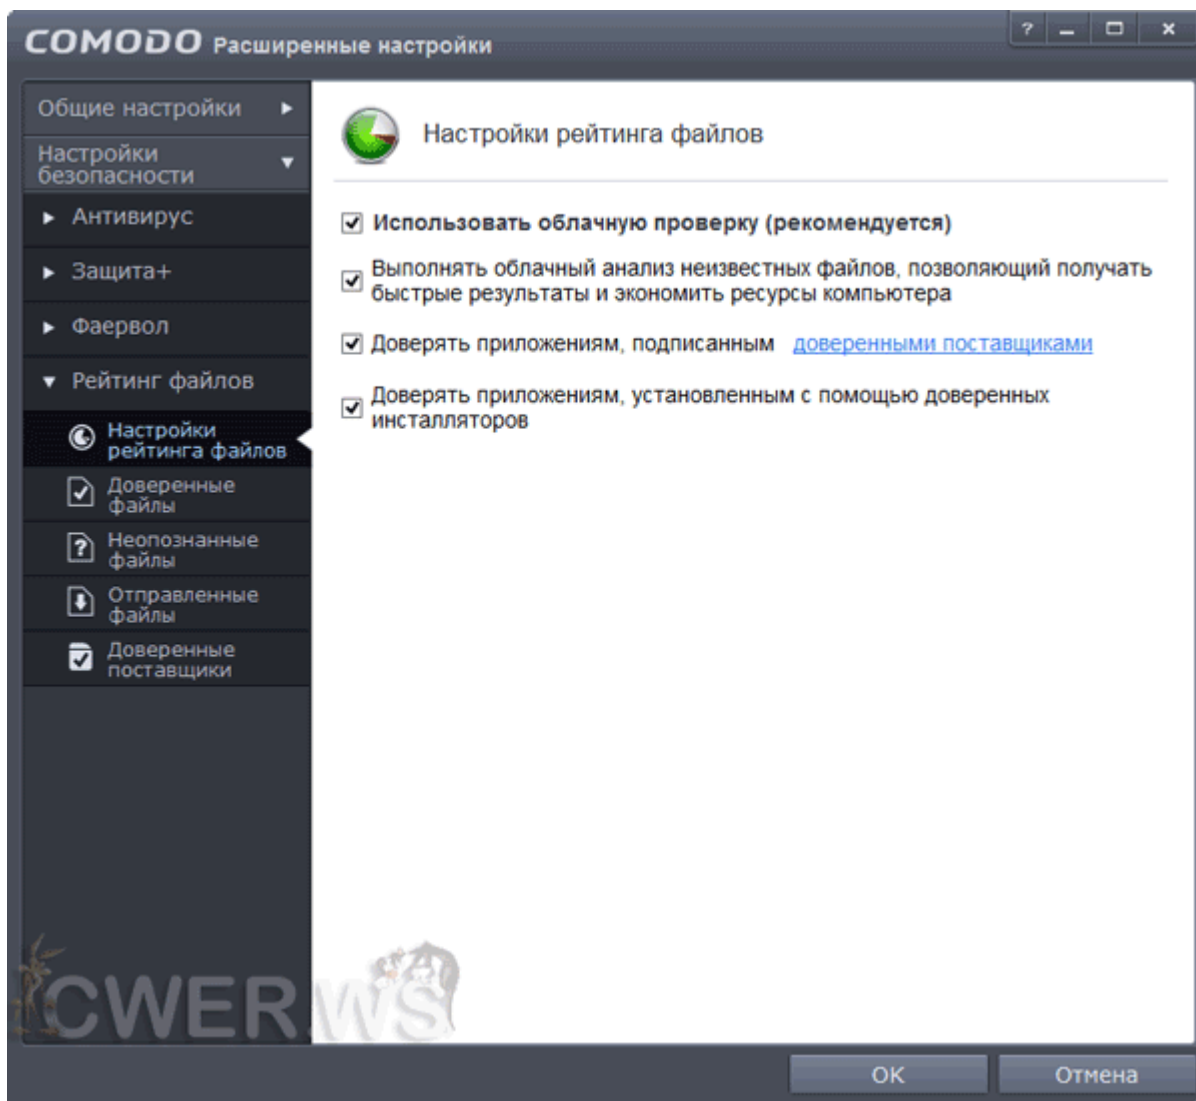 COMODO Расширенные настройки
Общие настройки
Настройки
безопасности
Антивирус
Защита+
Фаервол
Рейтинг файлов
Настройки
рейтинга файлов
Доверенные
файлы
Неопознанные
файлы
Отправленные
файлы
Доверенные
поставщики
Настройки рейтинга файлов
Использовать облачную проверку (рекомендуется)
Выполнять облачный анализ неизвестных файлов, позволяющий получать
быстрые результаты и экономить ресурсы компьютера
Доверять приложениям, подписанным доверенными поставщиками
Доверять приложениям, установленным с помощью доверенных
инсталляторов
CWER.WS
OK
Отмена